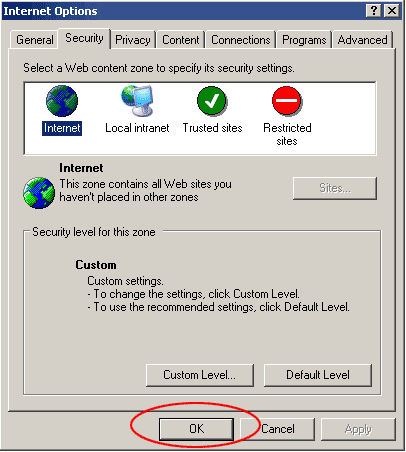 Internet Options
General Security Privacy Content Connections Programs Advanced
Select a Web content zone to specify its security settings.
Internet Local intranet Trusted sites Restricted
sites
Internet
This zone contains all Web sites you
haven't placed in other zones
Sites...
Security level for this zone
Custom
Custom settings.
- To change the settings, click Custom Level.
- To use the recommended settings, click Default Level.
Custom Level... Default Level
OK Cancel Apply